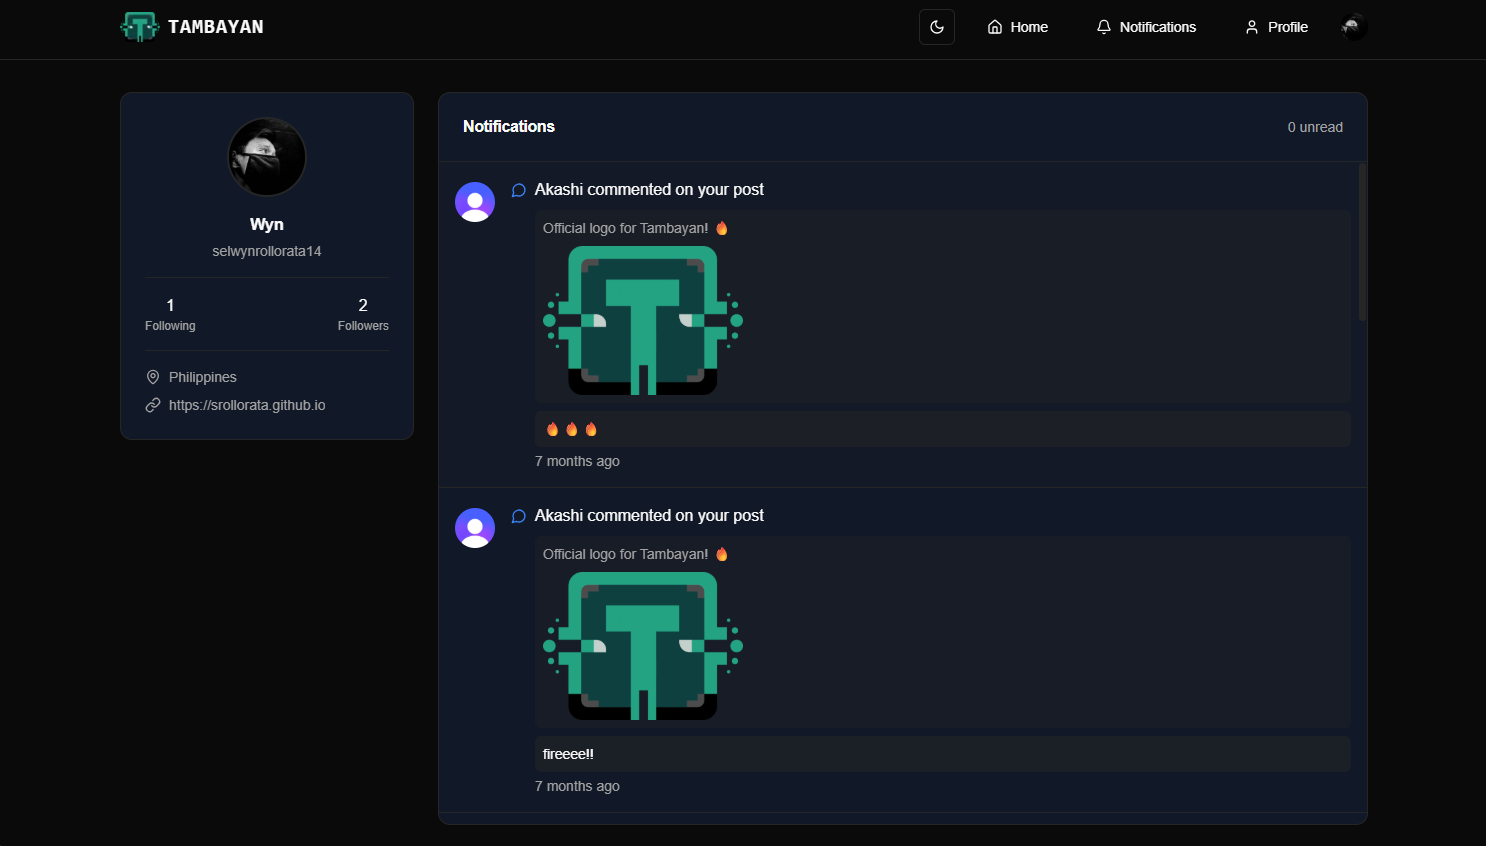 TAMBAYAN
Home
Notifications
Profile
Wyn
selwynrollorata14
1
Following
2
Followers
Philippines
https://srollorata.github.io
Notifications
0 unread
Akashi commented on your post
Official logo for Tambayan! 🔥
🔥🔥🔥
7 months ago
Akashi commented on your post
Official logo for Tambayan! 🔥
fireeee!!
7 months ago